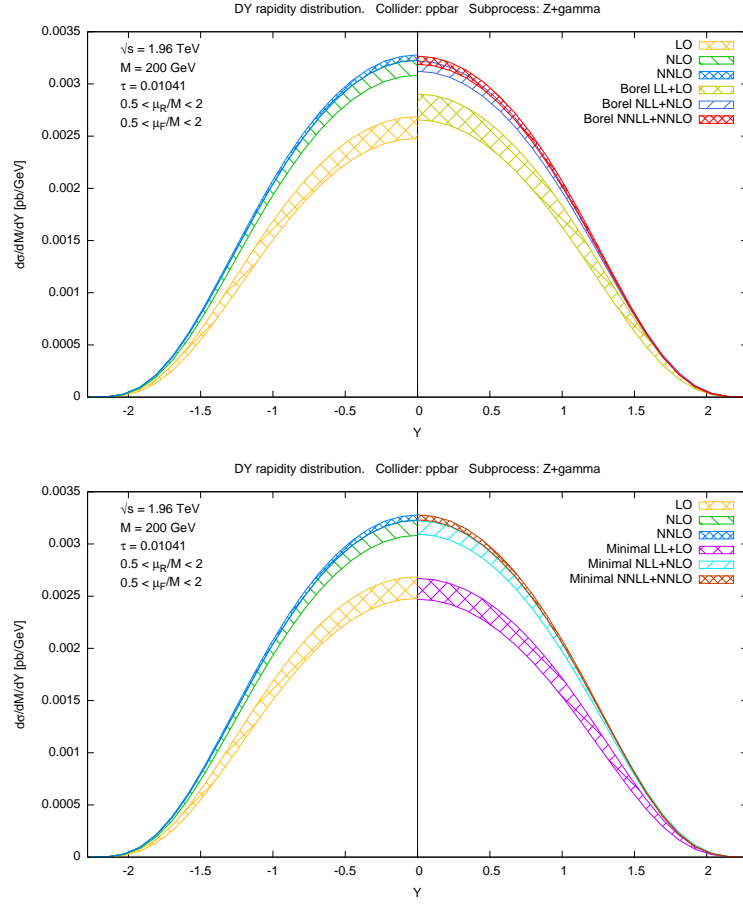 DY rapidity distribution. Collider: ppbar Subprocess: Z+gamma
0.0035
0.003
0.0025
0.002
0.0015
0.001
0.0005
0
dσ/dM/dY [pb/GeV]
√s = 1.96 TeV
M = 200 GeV
τ = 0.01041
0.5 < μR/M < 2
0.5 < μF/M < 2
LO
NLO
NNLO
Borel LL+LO
Borel NLL+NLO
Borel NNLL+NNLO
-2 -1.5 -1 -0.5 0 0.5 1 1.5 2
Y
DY rapidity distribution. Collider: ppbar Subprocess: Z+gamma
0.0035
0.003
0.0025
0.002
0.0015
0.001
0.0005
0
dσ/dM/dY [pb/GeV]
√s = 1.96 TeV
M = 200 GeV
τ = 0.01041
0.5 < μR/M < 2
0.5 < μF/M < 2
LO
NLO
NNLO
Minimal LL+LO
Minimal NLL+NLO
Minimal NNLL+NNLO
-2 -1.5 -1 -0.5 0 0.5 1 1.5 2
Y